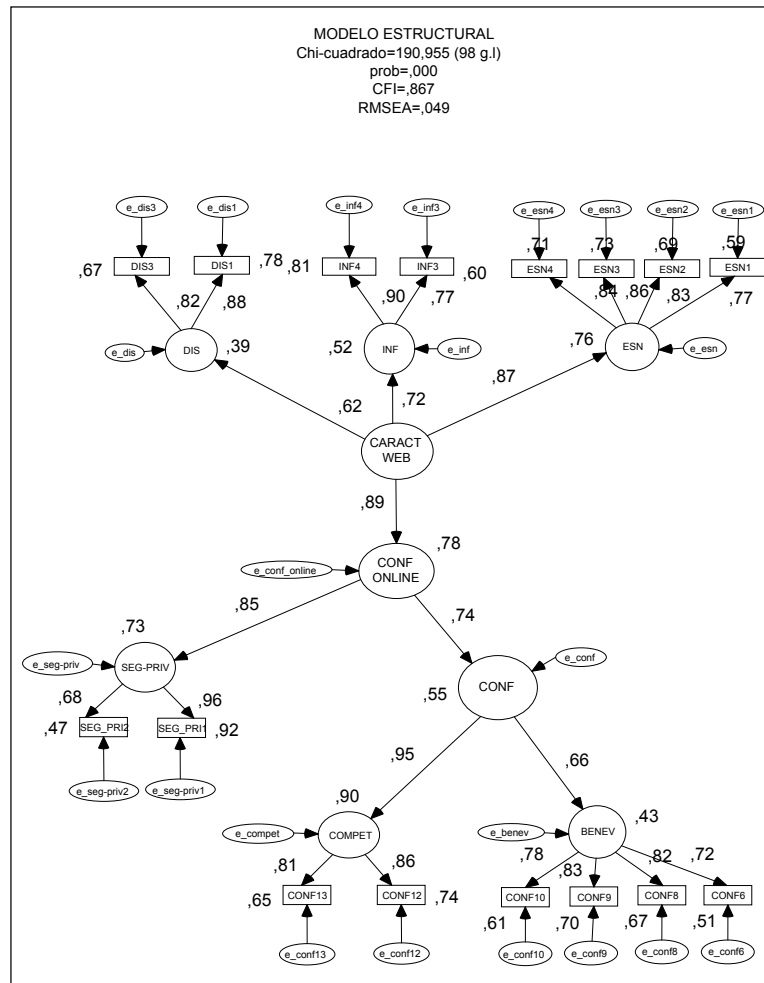 MODELO ESTRUCTURAL
Chi-cuadrado=190,955 (98 g.l)
prob=,000
CFI=,867
RMSEA=,049
e_dis3
e_dis1
e_inf4
e_inf3
e_esn4
e_esn3
e_esn2
e_esn1
,67
DIS3
DIS1
,78
,81
INF4
INF3
,60
,71
ESN4
,73
ESN3
,69
ESN2
,59
ESN1
,82
,88
,90
,77
,84
,86
,83
,77
e_dis
DIS
,39
,52
INF
e_inf
,76
ESN
e_esn
,62
,72
,87
CARACT
WEB
,89
,78
e_conf_online
CONF
ONLINE
,85
,74
,73
e_seg-priv
SEG-PRIV
e_conf
,55
CONF
,68
,96
,47
SEG_PRI2
SEG_PRI1
,92
e_seg-priv2
e_seg-priv1
,95
,66
,90
e_compet
COMPET
e_benev
BENEV
,43
,81
,86
,78
,83
,82
,72
,65
CONF13
CONF12
,74
CONF10
CONF9
CONF8
CONF6
,61
,70
,67
,51
e_conf13
e_conf12
e_conf10
e_conf9
e_conf8
e_conf6